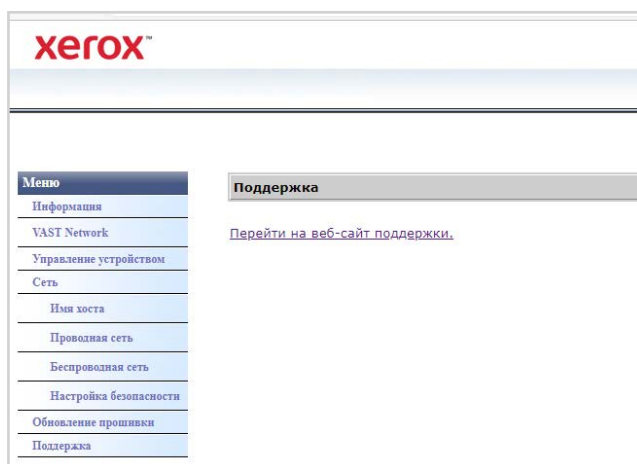 xerox™
Меню
Информация
VAST Network
Управление устройством
Сеть
Имя хоста
Проводная сеть
Беспроводная сеть
Настройка безопасности
Обновление прошивки
Поддержка
Поддержка
Перейти на веб-сайт поддержки.